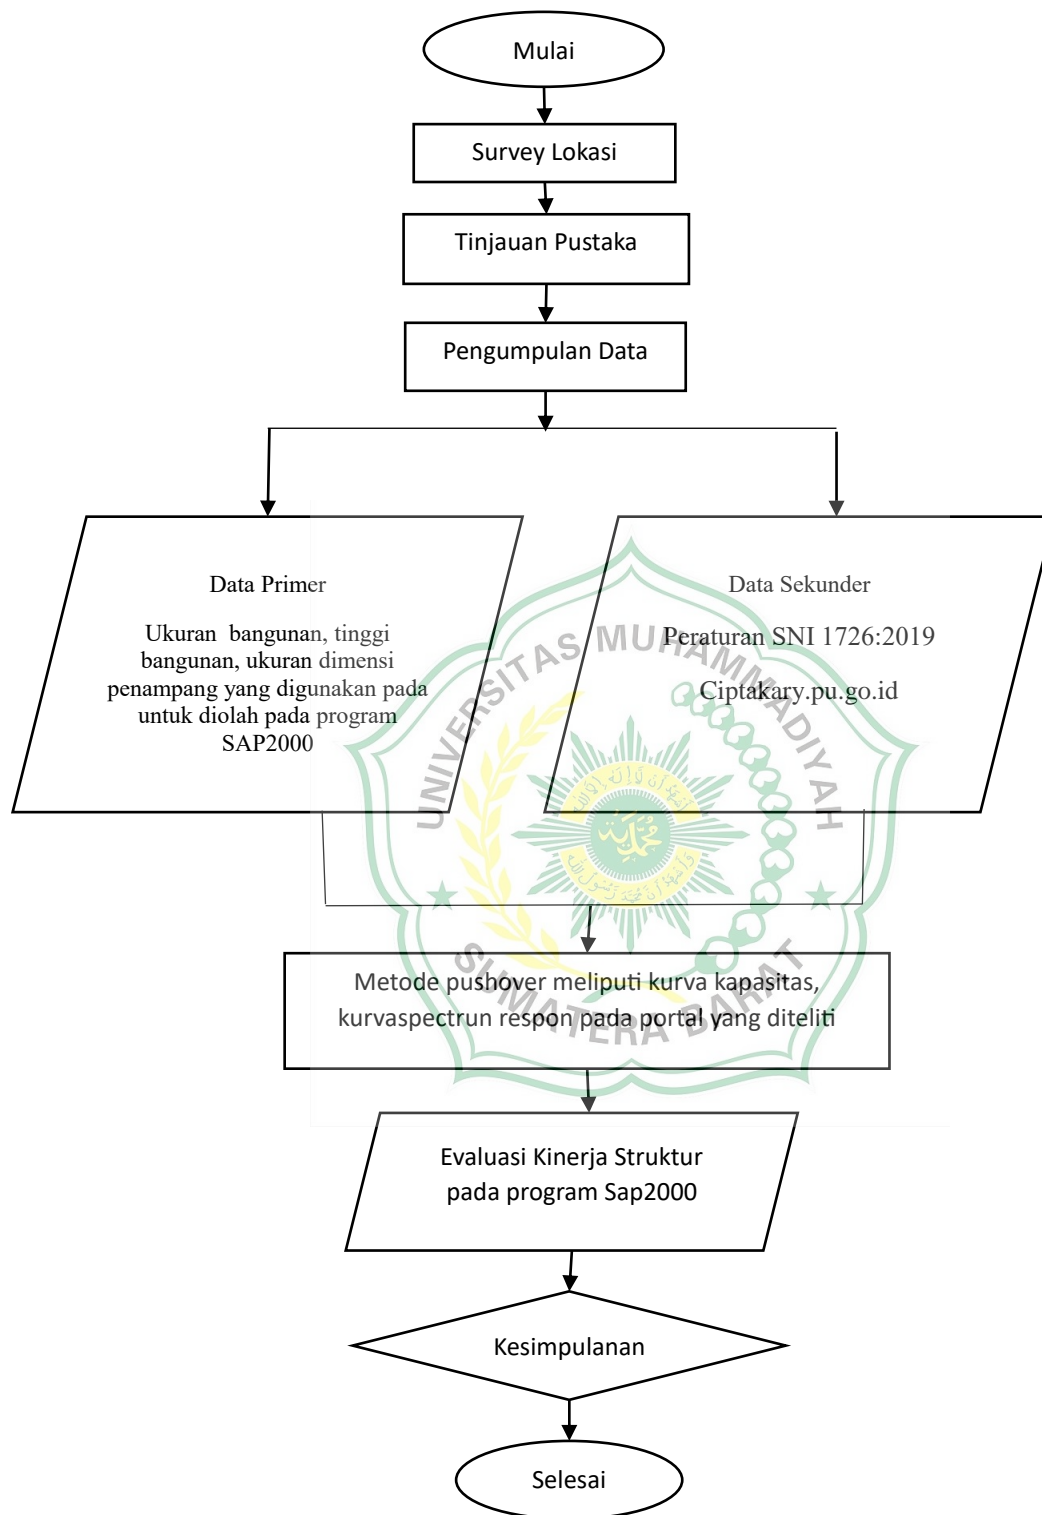 Mulai
Survey Lokasi
Tinjauan Pustaka
Pengumpulan Data
Data Primer
Ukuran bangunan, tinggi
bangunan, ukuran dimensi
penampang yang digunakan pada
untuk diolah pada program
SAP2000
Data Sekunder
Peraturan SNI 1726:2019
Ciptakary.pu.go.id
UNIVERSITAS MUHAMMADIYAH
SUMATERA BARAT
Metode pushover meliputi kurva kapasitas,
kurvaspectrun respon pada portal yang diteliti
Evaluasi Kinerja Struktur
pada program Sap2000
Kesimpulanan
Selesai